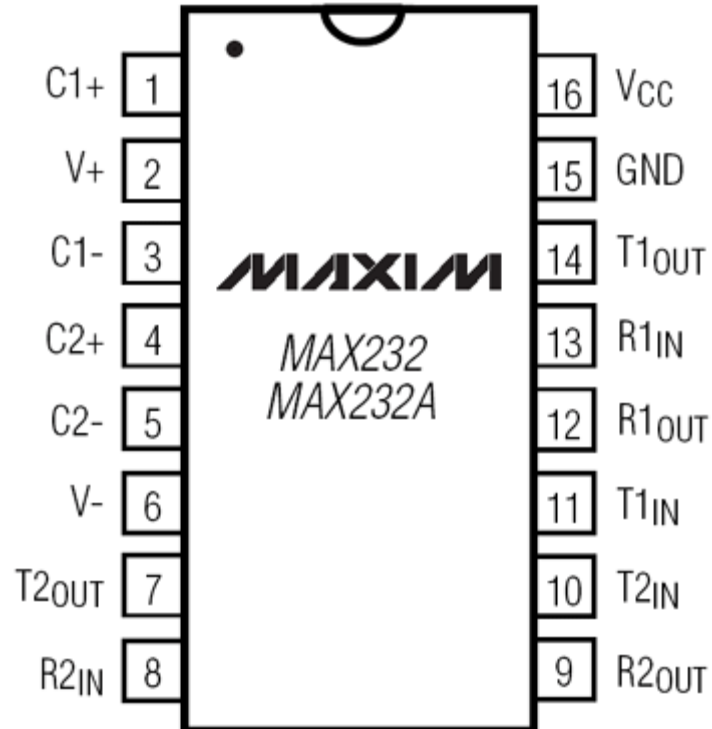 C1+ 1 16 VCC
V+ 2 15 GND
C1- 3 14 T1OUT
MAXIM
C2+ 4 13 R1IN
MAX232
MAX232A
C2- 5 12 R1OUT
V- 6 11 T1IN
T2OUT 7 10 T2IN
R2IN 8 9 R2OUT